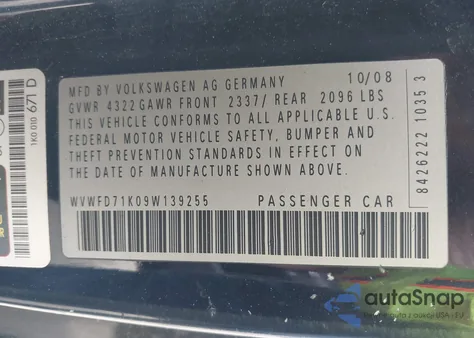 MFD BY VOLKSWAGEN AG GERMANY 10/08
GVWR 4322 GAWR FRONT 2337/ REAR 2096 LBS
THIS VEHICLE CONFORMS TO ALL APPLICABLE U.S.
FEDERAL MOTOR VEHICLE SAFETY, BUMPER AND
THEFT PREVENTION STANDARDS IN EFFECT ON
THE DATE OF MANUFACTURE SHOWN ABOVE.
WVWFD71K09W139255 PASSENGER CAR
8426222 1035 3
1K0 010 671 D
autoSnap